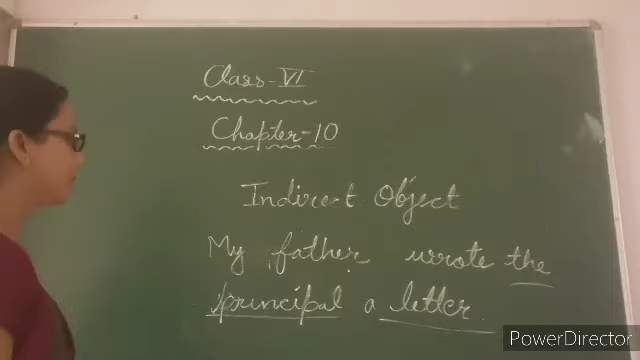 Class-VI
Chapter-10
Indirect Object
My father wrote the
principal a letter.
PowerDirector